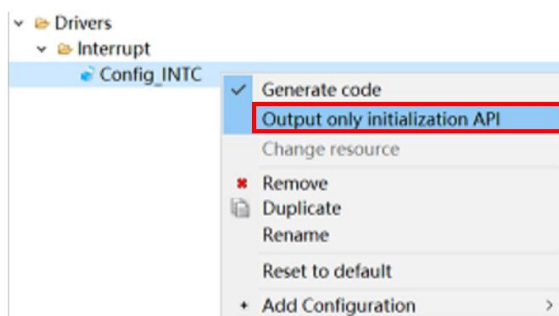 Drivers
Interrupt
Config_INTC
Generate code
Output only initialization API
Change resource
Remove
Duplicate
Rename
Reset to default
Add Configuration